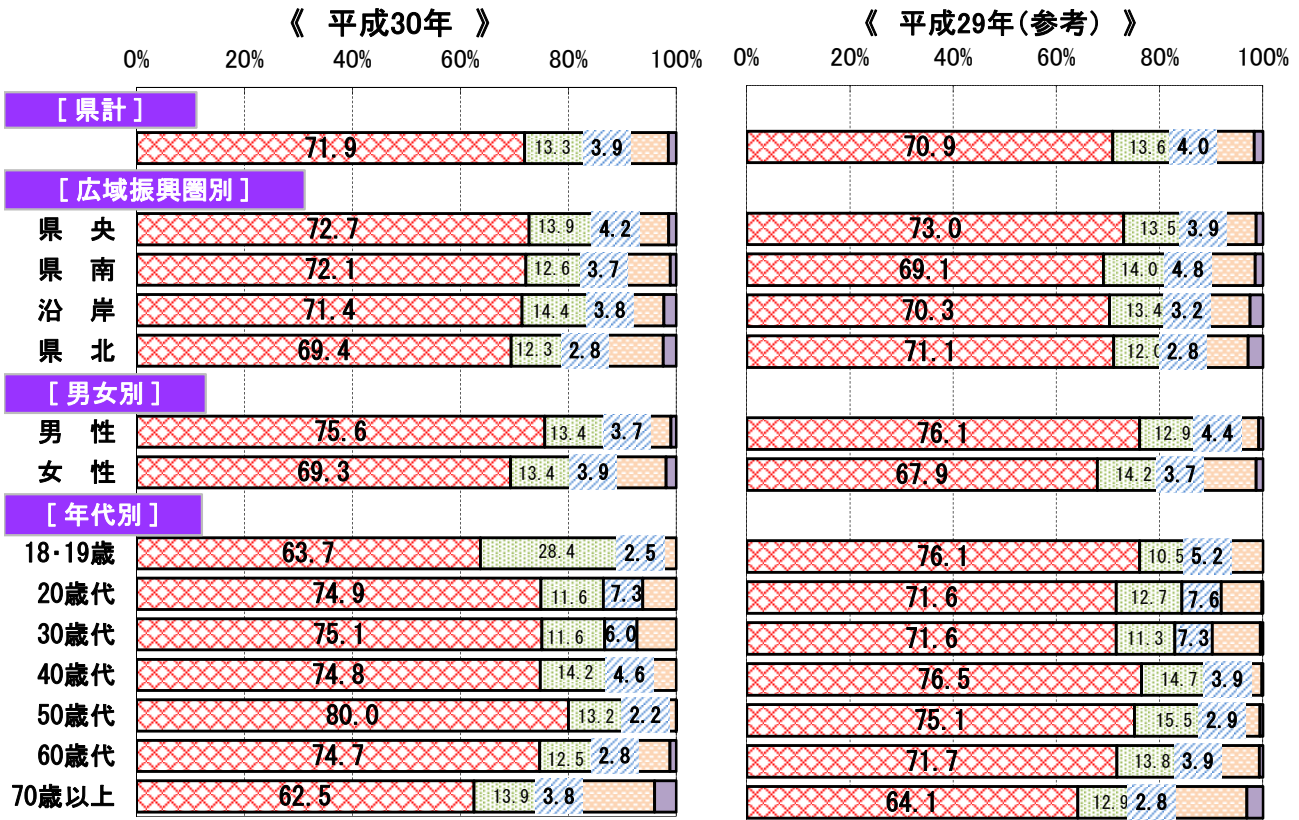 《 平成30年 》 《 平成29年(参考) 》
0% 20% 40% 60% 80% 100% 0% 20% 40% 60% 80% 100%
[ 県計 ]
71.9 13.3 3.9 70.9 13.6 4.0
[ 広域振興圏別 ]
県 央 72.7 13.9 4.2 73.0 13.5 3.9
県 南 72.1 12.6 3.7 69.1 14.0 4.8
沿 岸 71.4 14.4 3.8 70.3 13.4 3.2
県 北 69.4 12.3 2.8 71.1 12.0 2.8
[ 男女別 ]
男 性 75.6 13.4 3.7 76.1 12.9 4.4
女 性 69.3 13.4 3.9 67.9 14.2 3.7
[ 年代別 ]
18・19歳 63.7 28.4 2.5 76.1 10.5 5.2
20歳代 74.9 11.6 7.3 71.6 12.7 7.6
30歳代 75.1 11.6 6.0 71.6 11.3 7.3
40歳代 74.8 14.2 4.6 76.5 14.7 3.9
50歳代 80.0 13.2 2.2 75.1 15.5 2.9
60歳代 74.7 12.5 2.8 71.7 13.8 3.9
70歳以上 62.5 13.9 3.8 64.1 12.9 2.8